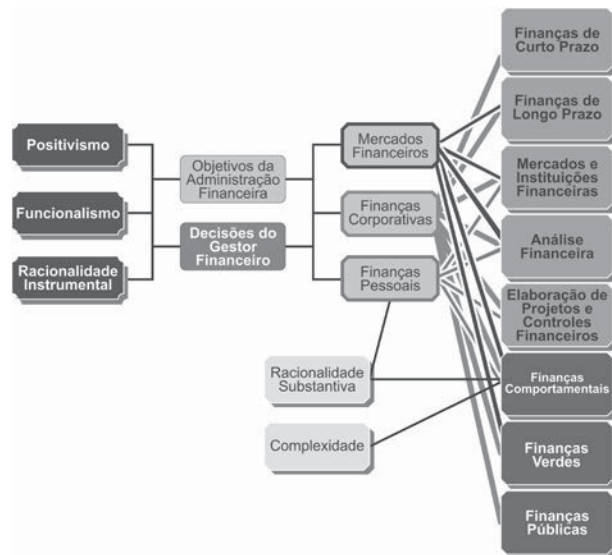 Positivismo
Funcionalismo
Racionalidade
Instrumental
Objetivos da
Administração
Financeira
Decisões do
Gestor
Financeiro
Mercados
Financeiros
Finanças
Corporativas
Finanças
Pessoais
Racionalidade
Substantiva
Complexidade
Finanças de
Curto Prazo
Finanças de
Longo Prazo
Mercados e
Instituições
Financeiras
Análise
Financeira
Elaboração de
Projetos e
Controles
Financeiros
Finanças
Comportamentais
Finanças
Verdes
Finanças
Públicas